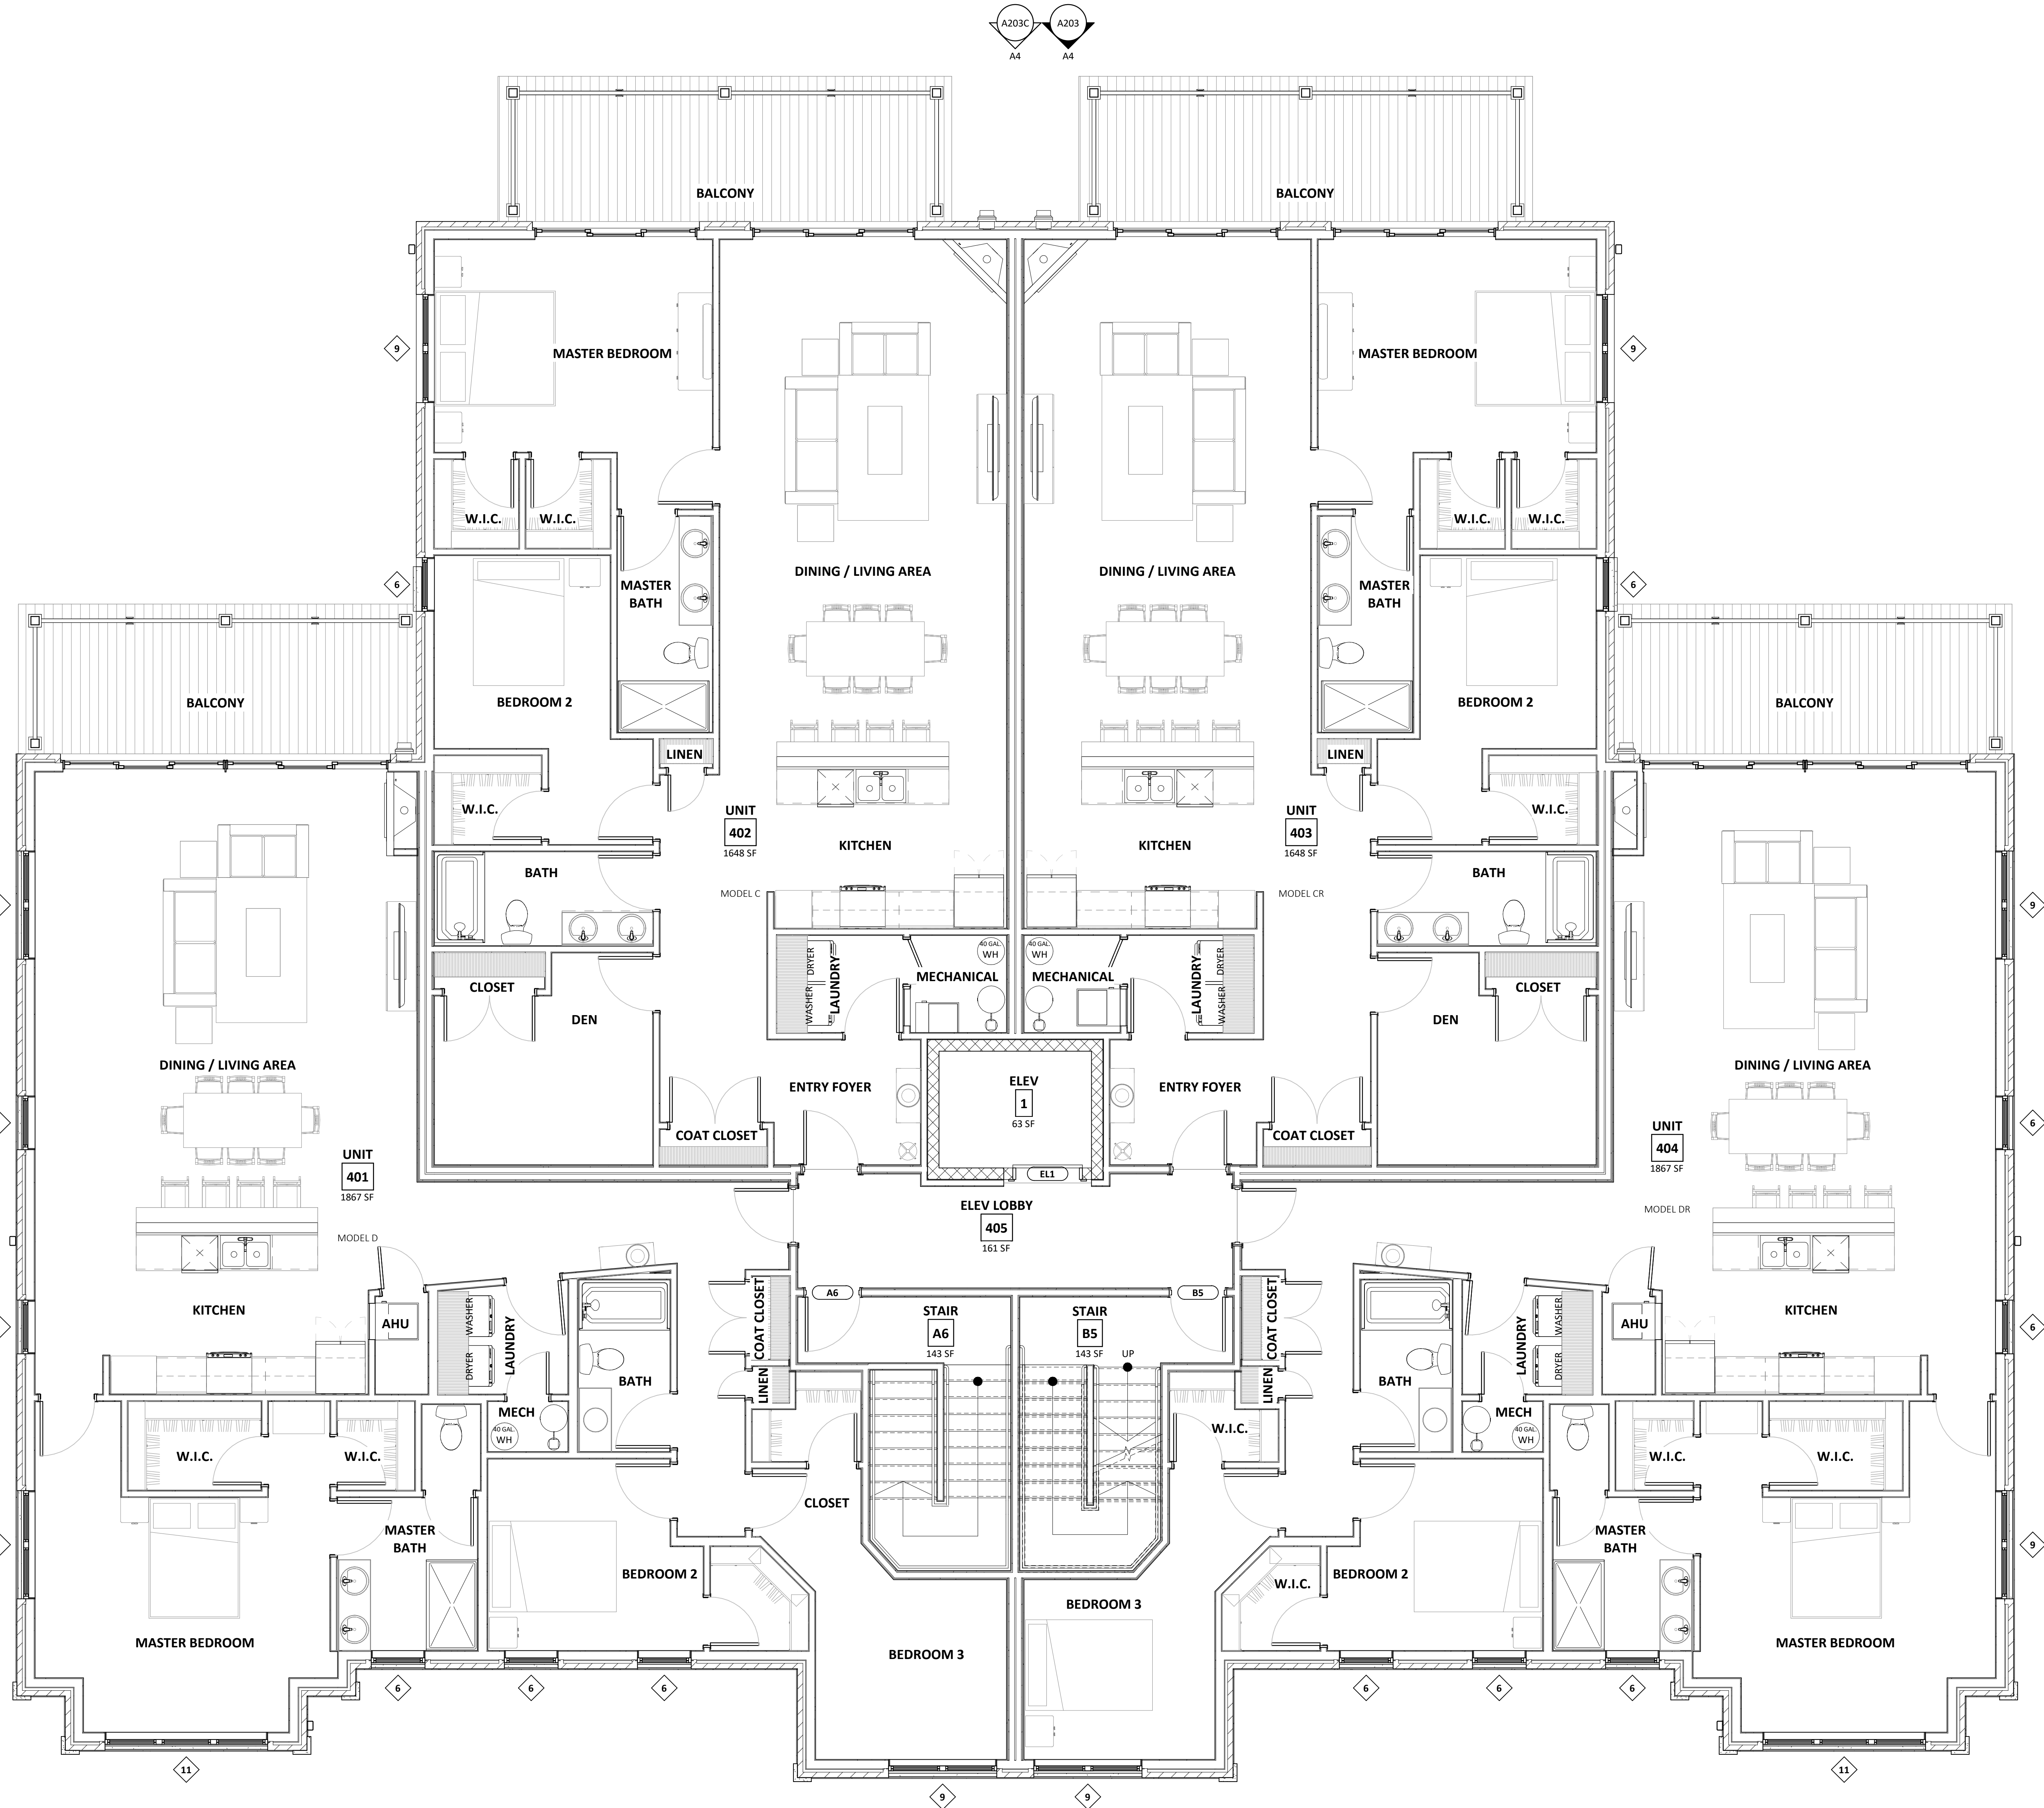 A203C
A203
A4
A4
BALCONY
BALCONY
MASTER BEDROOM
MASTER BEDROOM
9
9
W.I.C.
W.I.C.
W.I.C.
W.I.C.
DINING / LIVING AREA
DINING / LIVING AREA
MASTER
BATH
MASTER
BATH
6
6
BALCONY
BEDROOM 2
BEDROOM 2
BALCONY
LINEN
LINEN
W.I.C.
UNIT
402
1648 SF
UNIT
403
1648 SF
W.I.C.
KITCHEN
KITCHEN
BATH
BATH
MODEL C
MODEL CR
9
CLOSET
DEN
WASHER
DRYER
LAUNDRY
40 GAL.
WH
MECHANICAL
40 GAL.
WH
MECHANICAL
LAUNDRY
WASHER
DRYER
DEN
CLOSET
DINING / LIVING AREA
DINING / LIVING AREA
ENTRY FOYER
ELEV
1
63 SF
ENTRY FOYER
COAT CLOSET
COAT CLOSET
6
UNIT
401
1867 SF
UNIT
404
1867 SF
EL1
ELEV LOBBY
405
161 SF
MODEL D
MODEL DR
KITCHEN
AHU
WASHER
DRYER
LAUNDRY
COAT CLOSET
A6
B5
STAIR
A6
143 SF
STAIR
B5
143 SF
UP
COAT CLOSET
LAUNDRY
WASHER
DRYER
AHU
KITCHEN
6
BATH
LINEN
LINEN
BATH
W.I.C.
W.I.C.
MECH
40 GAL.
WH
W.I.C.
MECH
40 GAL.
WH
W.I.C.
W.I.C.
CLOSET
MASTER
BATH
MASTER
BATH
9
BEDROOM 2
BEDROOM 3
W.I.C.
BEDROOM 2
MASTER BEDROOM
BEDROOM 3
MASTER BEDROOM
6
6
6
6
6
6
11
9
9
11